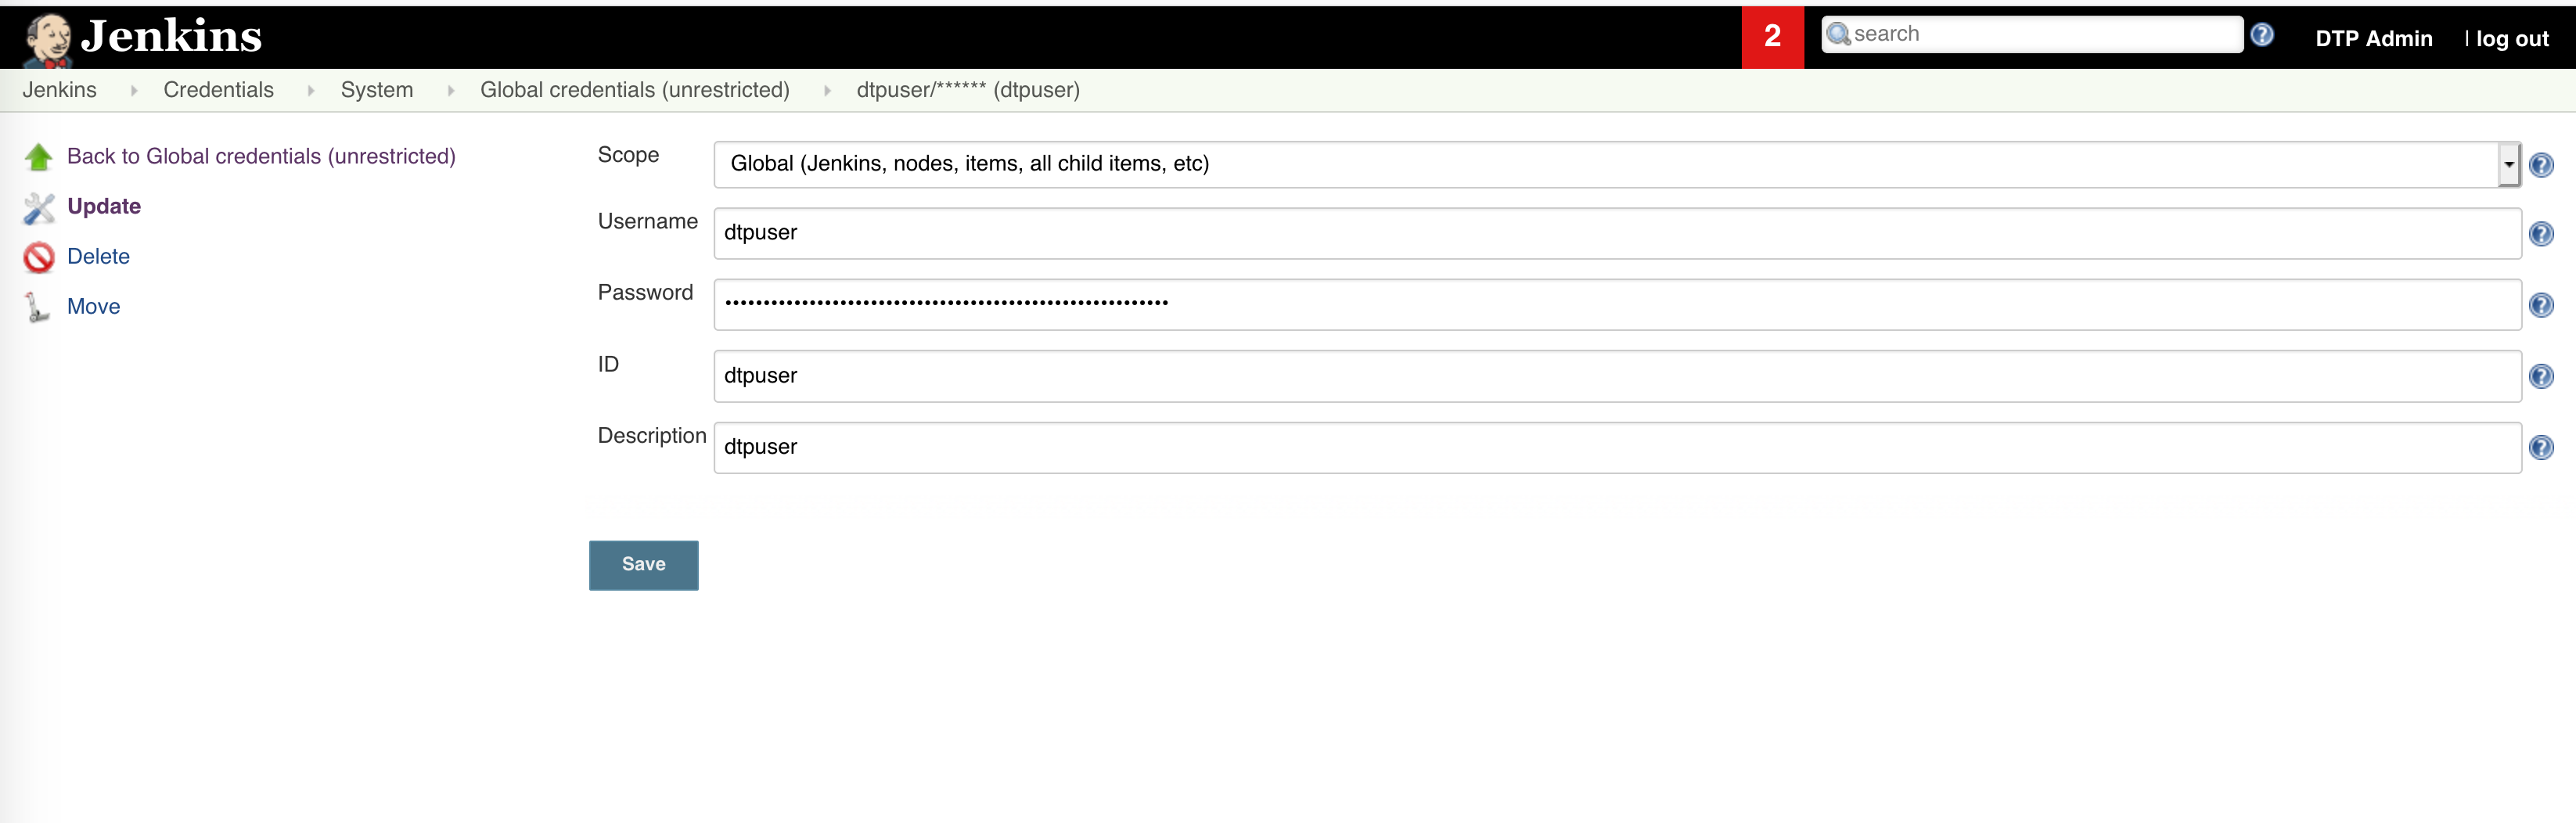 Jenkins
2
search
DTP Admin | log out
Jenkins Credentials System Global credentials (unrestricted) dtpuser/****** (dtpuser)
Back to Global credentials (unrestricted)
Update
Delete
Move
Scope Global (Jenkins, nodes, items, all child items, etc)
Username dtpuser
Password
ID dtpuser
Description dtpuser
Save